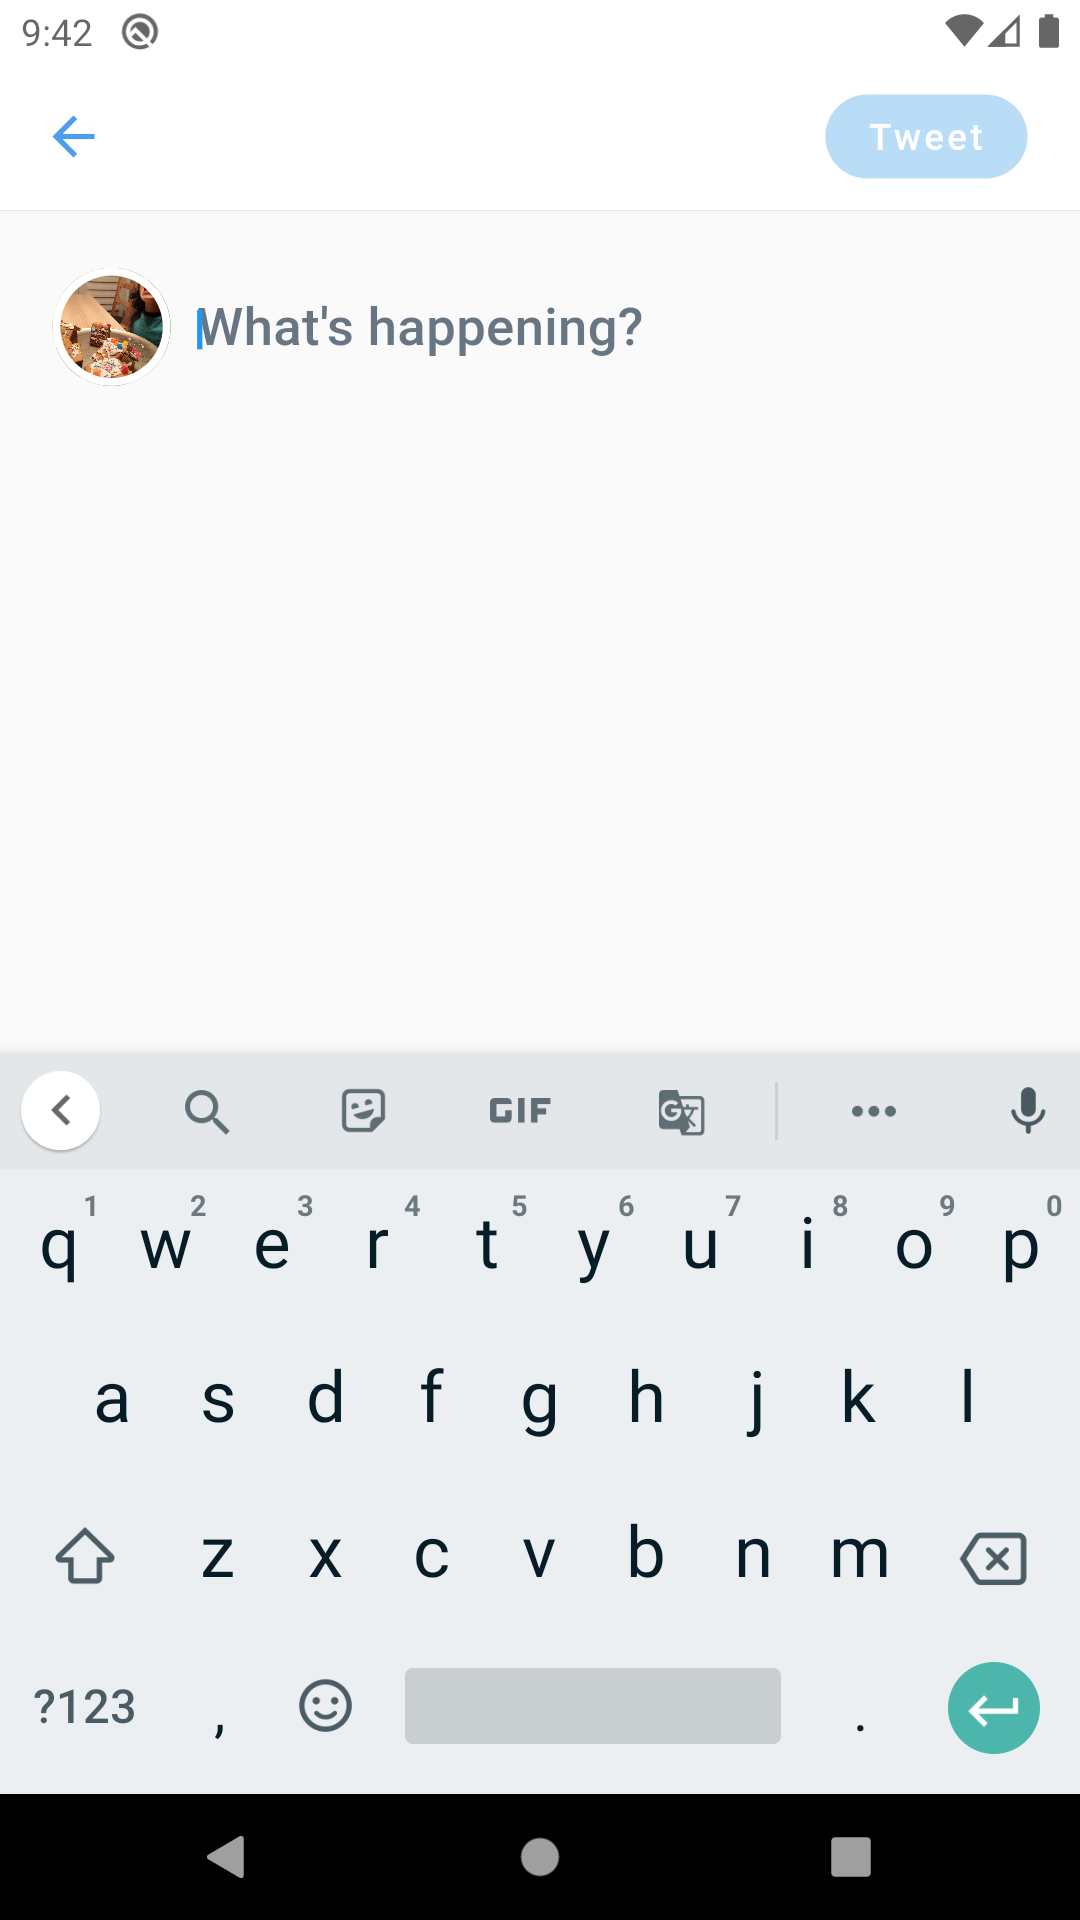 9:42
Tweet
What's happening?
GIF
G
1 2 3 4 5 6 7 8 9 0
q w e r t y u i o p
a s d f g h j k l
z x c v b n m
?123 , .